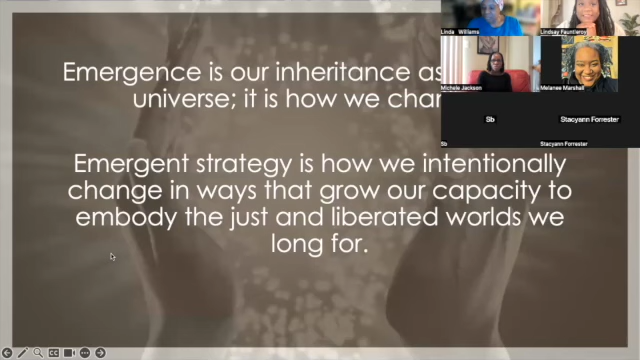 Emergence is our inheritance as
universe; it is how we
Emergent strategy is how we intentionally
change in ways that grow our capacity to
embody the just and liberated worlds we
long for.
Linda Williams
Lindsay Fauntleroy
Michele Jackson
Melanee Marshall
Sb
Stacyann Forrester
Sb
Stacyann Forrester
CC